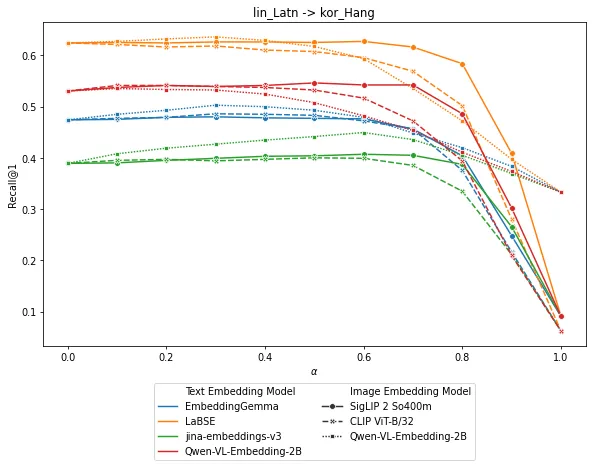 lin_Latn -> kor_Hang
Recall@1
0.6
0.5
0.4
0.3
0.2
0.1
0.0 0.2 0.4 0.6 0.8 1.0
α
Text Embedding Model Image Embedding Model
EmbeddingGemma SigLIP 2 So400m
LaBSE CLIP ViT-B/32
jina-embeddings-v3 Qwen-VL-Embedding-2B
Qwen-VL-Embedding-2B